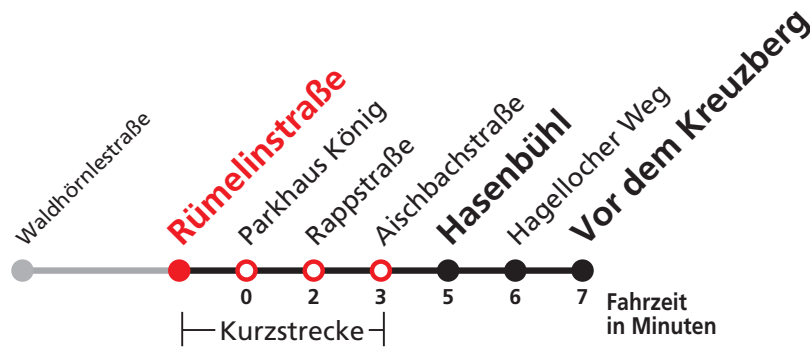 Waldhörnlestraße
Rümelinstraße
Parkhaus König
Rappstraße
Aischbachstraße
Hasenbühl
Hagellocher Weg
Vor dem Kreuzberg
0 2 3 5 6 7
Fahrzeit
in Minuten
Kurzstrecke